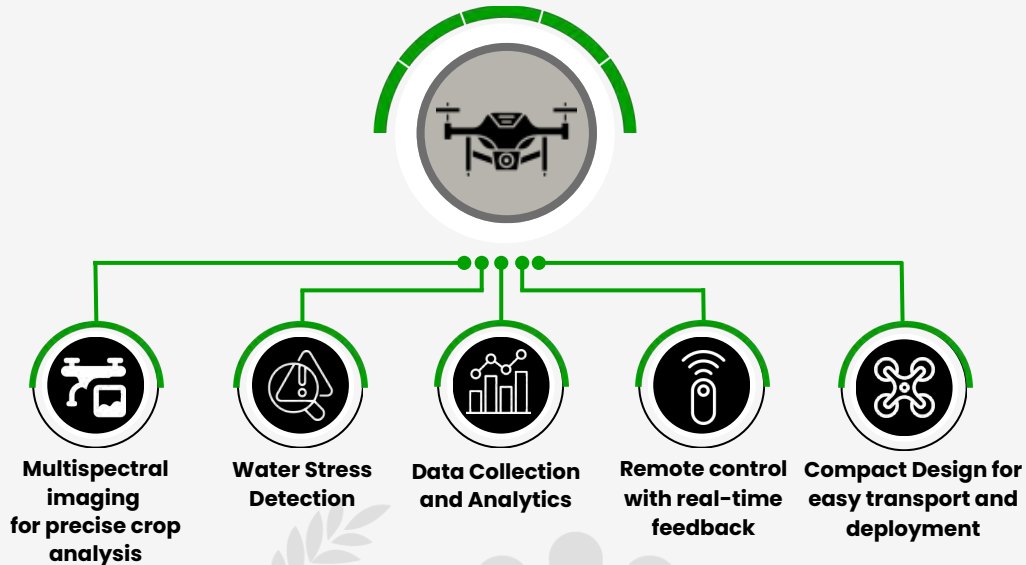 Multispectral
imaging
for precise crop
analysis
Water Stress
Detection
Data Collection
and Analytics
Remote control
with real-time
feedback
Compact Design for
easy transport and
deployment